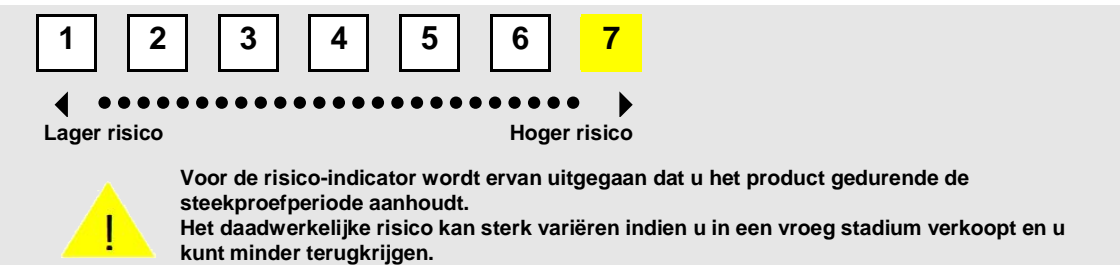 1 2 3 4 5 6 7
Lager risico Hoger risico
!
Voor de risico-indicator wordt ervan uitgegaan dat u het product gedurende de
steekproefperiode aanhoudt.
Het daadwerkelijke risico kan sterk variëren indien u in een vroeg stadium verkoopt en u
kunt minder terugkrijgen.